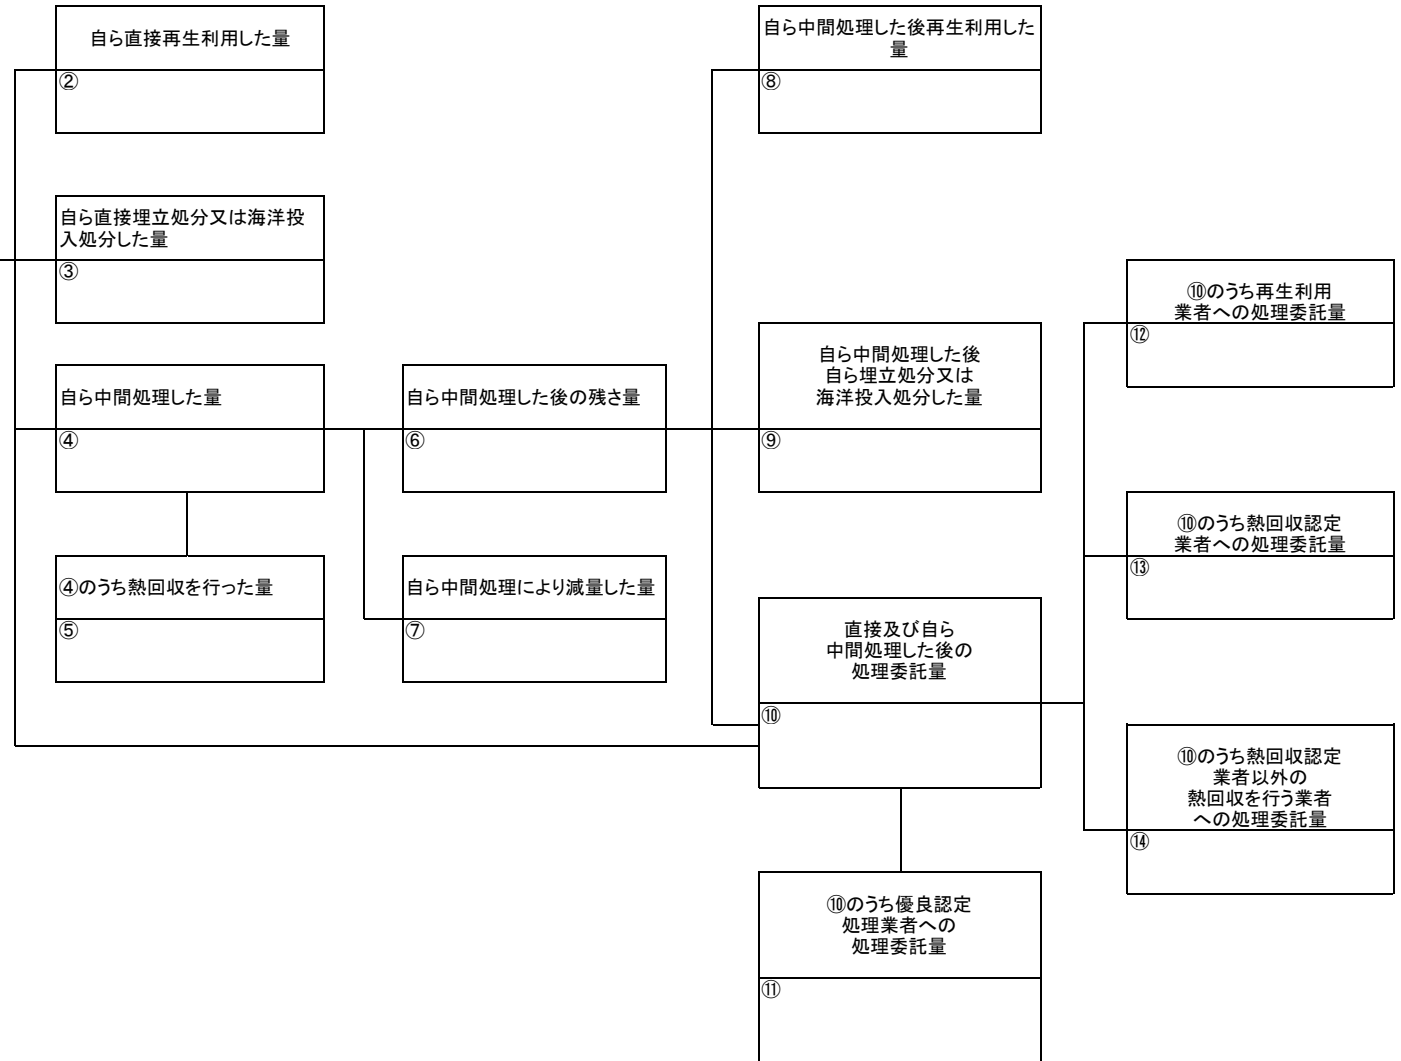 自ら直接再生利用した量
②
自ら直接埋立処分又は海洋投
入処分した量
③
自ら中間処理した量
④
④のうち熱回収を行った量
⑤
自ら中間処理した後の残さ量
⑥
自ら中間処理により減量した量
⑦
自ら中間処理した後再生利用した
量
⑧
自ら中間処理した後
自ら埋立処分又は
海洋投入処分した量
⑨
直接及び自ら
中間処理した後の
処理委託量
⑩
⑩のうち優良認定
処理業者への
処理委託量
⑪
⑩のうち再生利用
業者への処理委託量
⑫
⑩のうち熱回収認定
業者への処理委託量
⑬
⑩のうち熱回収認定
業者以外の
熱回収を行う業者
への処理委託量
⑭